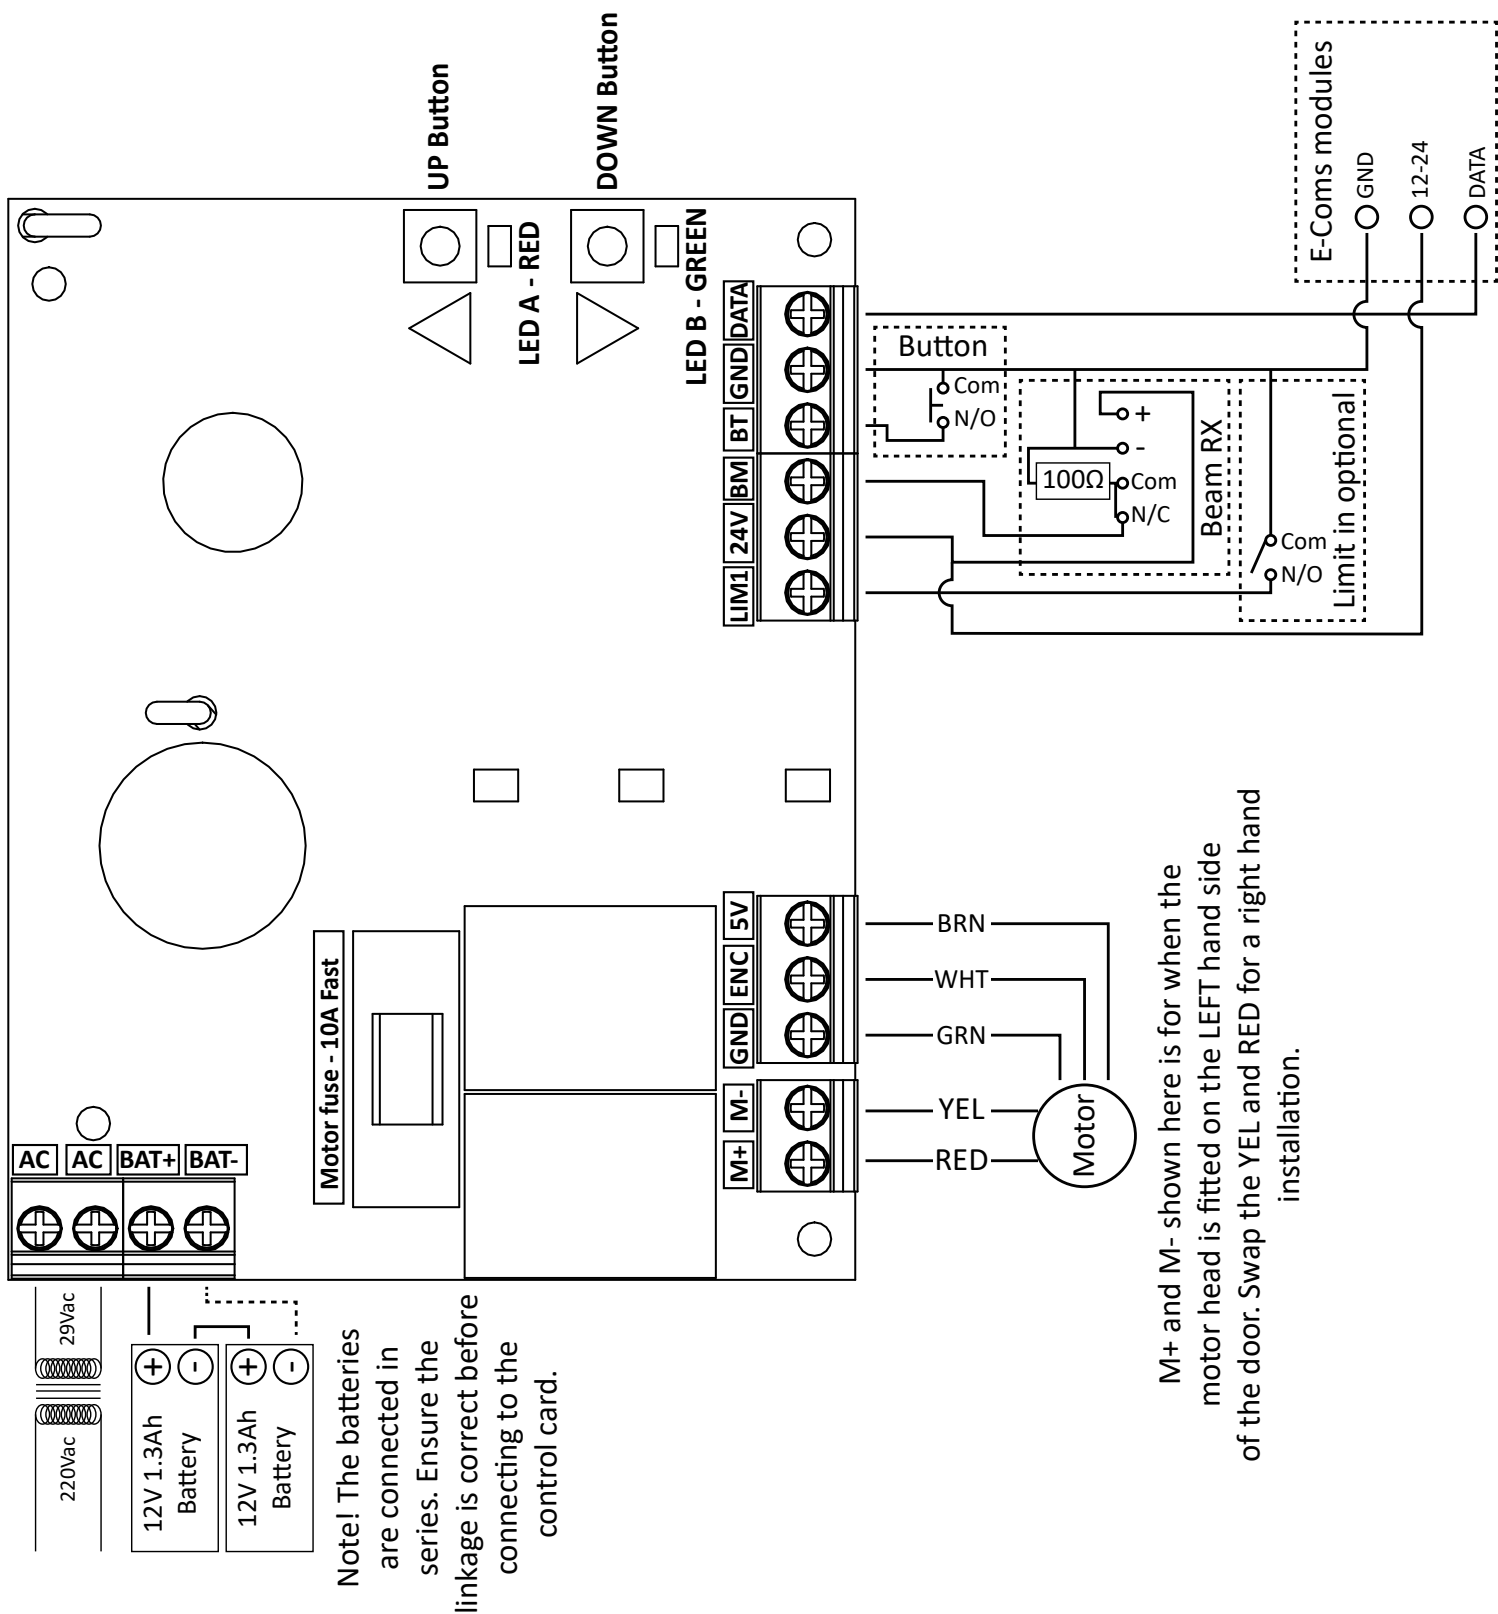 220Vac
29Vac
12V 1.3Ah
Battery
+
-
12V 1.3Ah
Battery
+
-
Note! The batteries
are connected in
series. Ensure the
linkage is correct before
connecting to the
control card.
AC
AC
BAT+
BAT-
Motor fuse - 10A Fast
UP Button
LED A - RED
DOWN Button
LED B - GREEN
M+
M-
GND
ENC
5V
LIM1
24V
BM
BT
GND
DATA
RED
YEL
GRN
WHT
BRN
Motor
M+ and M- shown here is for when the
motor head is fitted on the LEFT hand side
of the door. Swap the YEL and RED for a right hand
installation.
Button
Com
N/O
+
-
100Ω
Com
N/C
Beam RX
Com
N/O
Limit in optional
E-Coms modules
GND
12-24
DATA